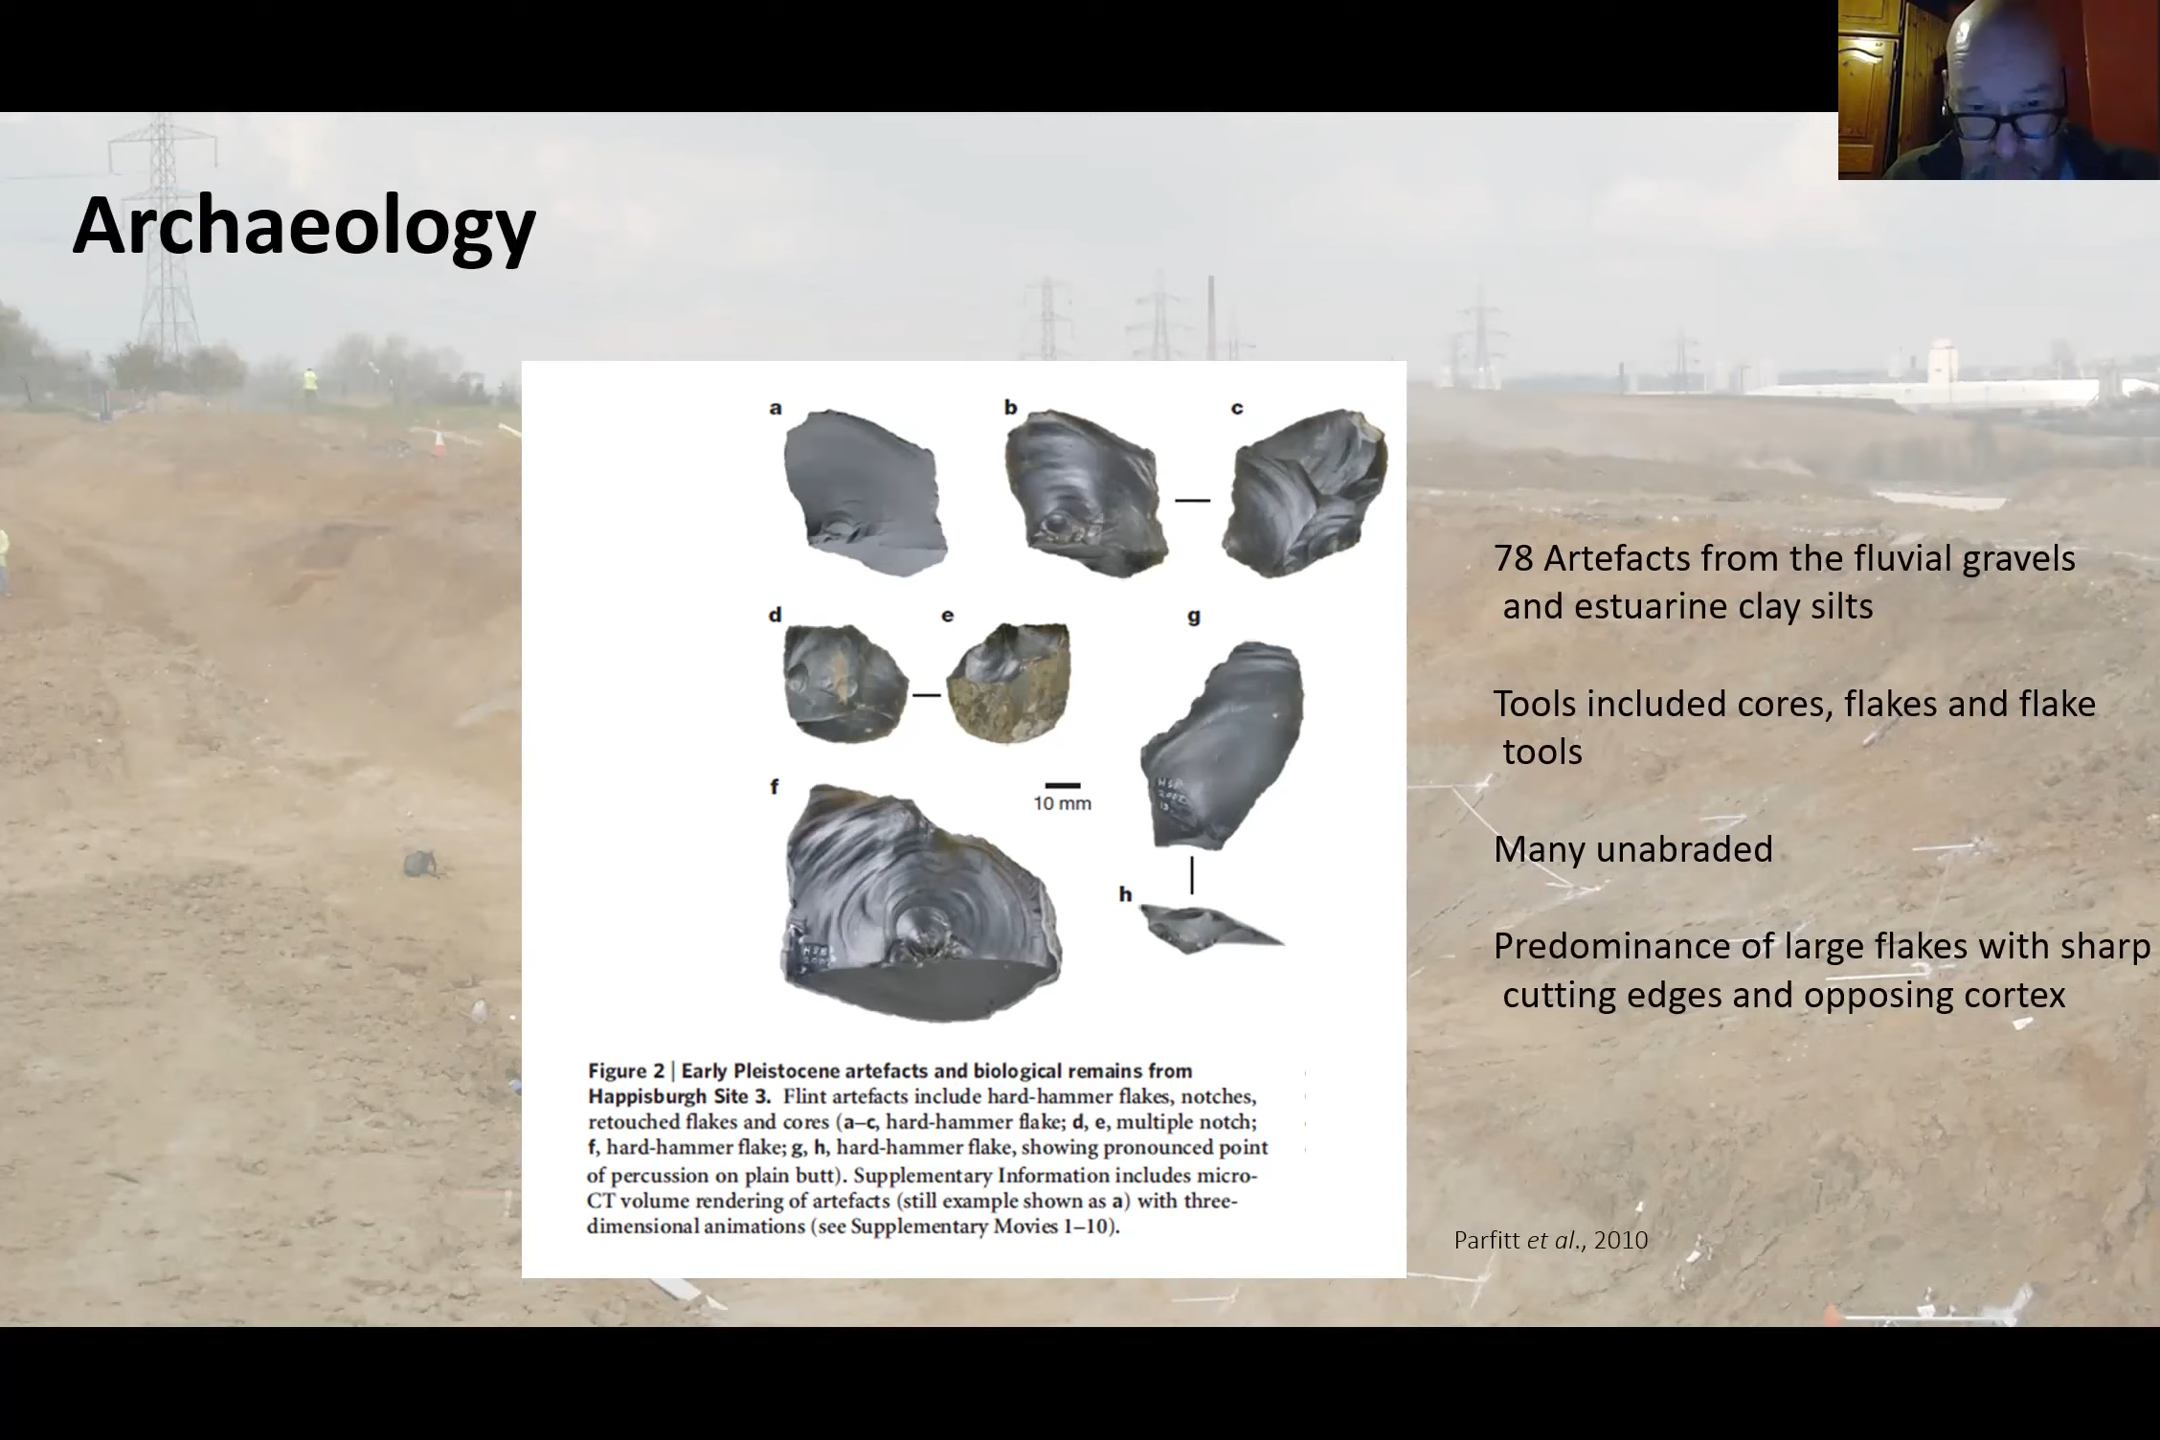 Archaeology
a
b
c
d
e
g
f
10 mm
h
Figure 2 | Early Pleistocene artefacts and biological remains from
Happisburgh Site 3. Flint artefacts include hard-hammer flakes, notches,
retouched flakes and cores (a–c, hard-hammer flake; d, e, multiple notch;
f, hard-hammer flake; g, h, hard-hammer flake, showing pronounced point
of percussion on plain butt). Supplementary Information includes micro-
CT volume rendering of artefacts (still example shown as a) with three-
dimensional animations (see Supplementary Movies 1–10).
78 Artefacts from the fluvial gravels
and estuarine clay silts
Tools included cores, flakes and flake
tools
Many unabraded
Predominance of large flakes with sharp
cutting edges and opposing cortex
Parfitt et al., 2010